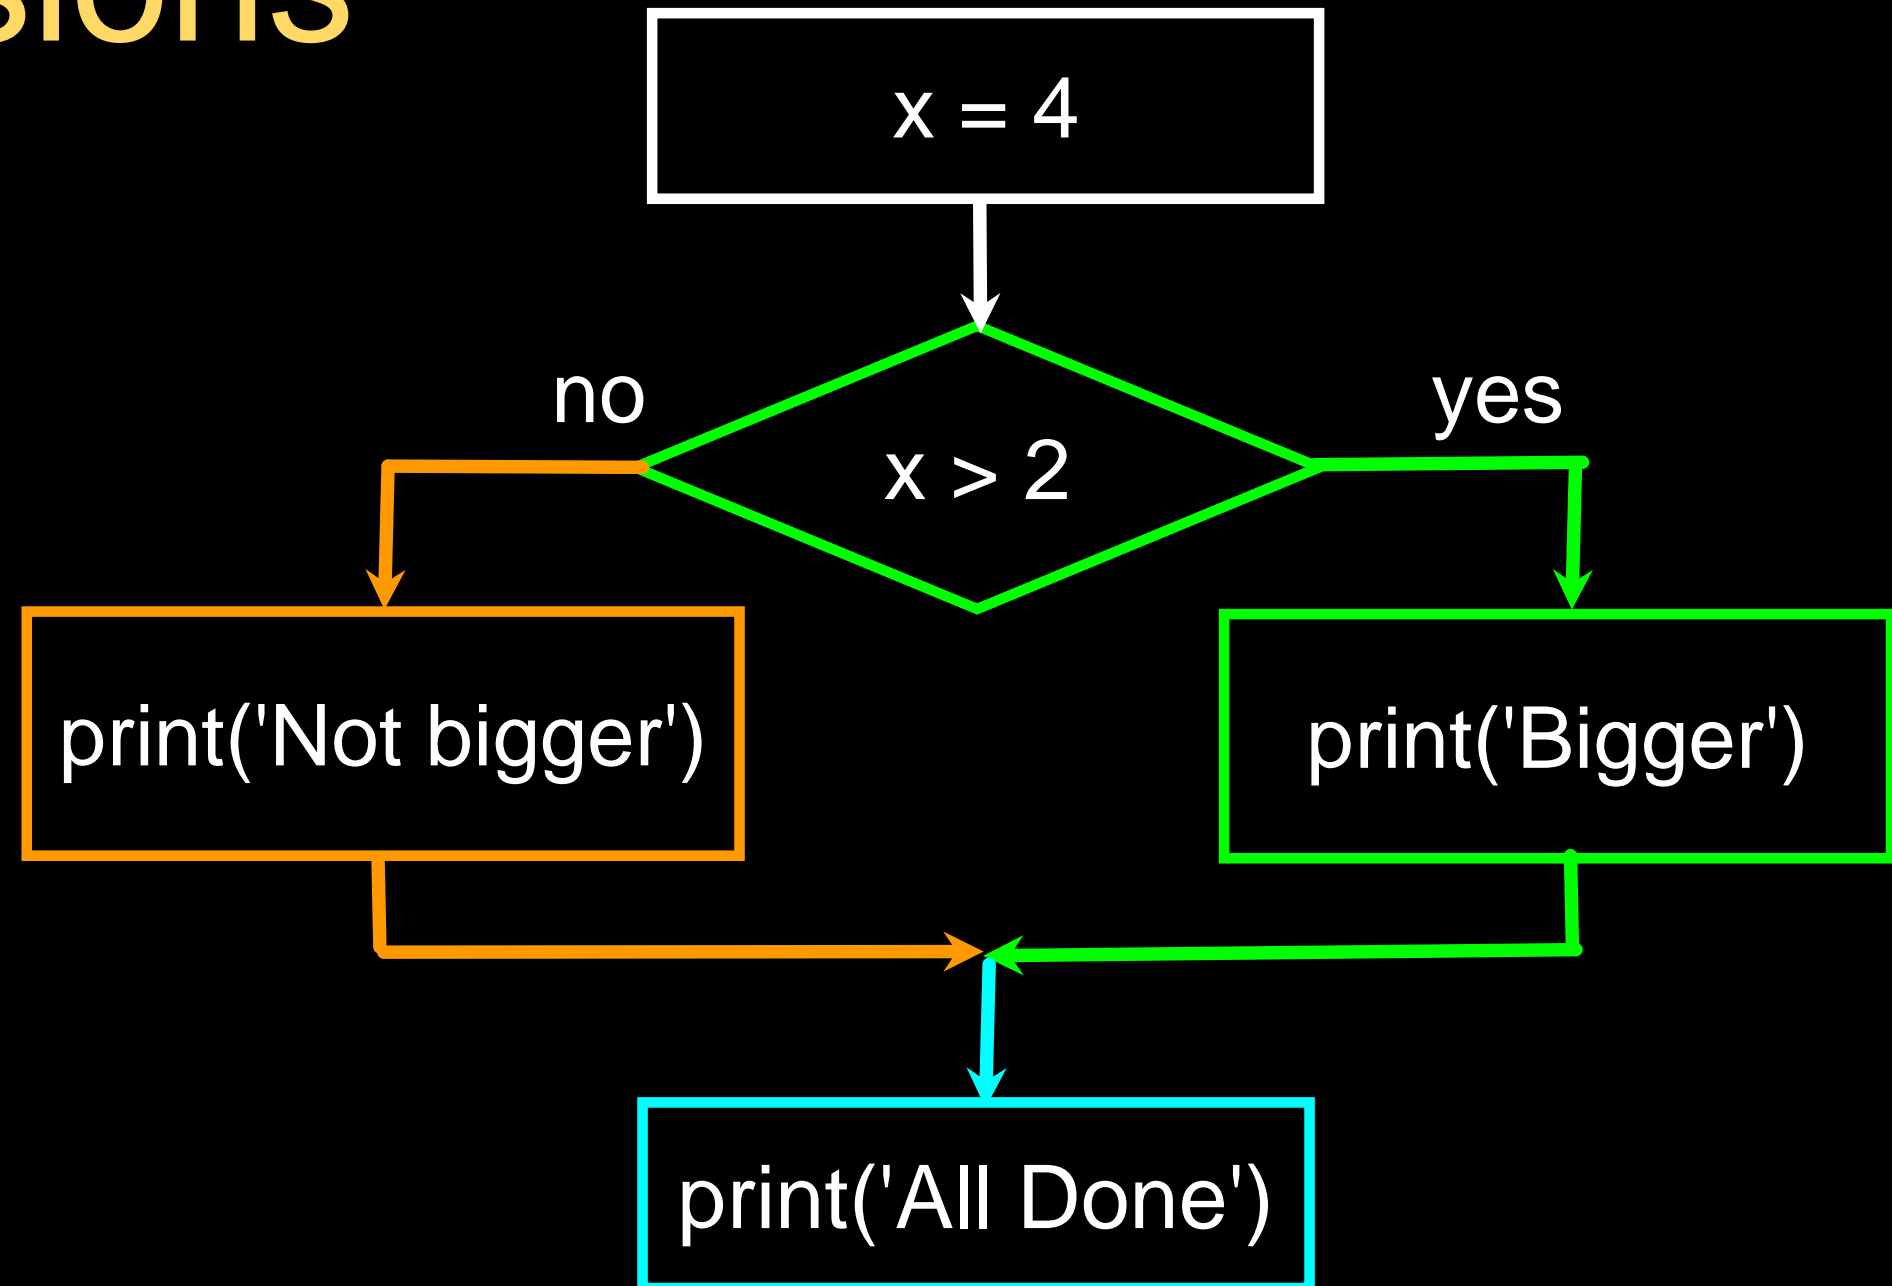 x = 4
no
yes
x > 2
print('Not bigger')
print('Bigger')
print('All Done')